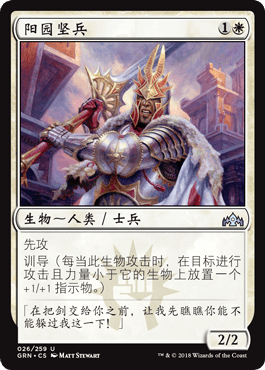 阳园坚兵 1
生物～人类 / 士兵
先攻
训导（每当此生物攻击时，在目标进行
攻击且力量小于它的生物上放置一个
+1/+1 指示物。）
「在把剑交给你之前，让我先瞧瞧你能不
能躲过我这一下！」
2/2
026/259 U
GRN • CS MATT STEWART
™ & © 2018 Wizards of the Coast